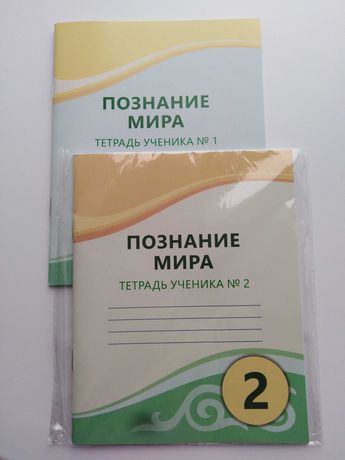 ПОЗНАНИЕ
МИРА
ТЕТРАДЬ УЧЕНИКА № 1
ПОЗНАНИЕ
МИРА
ТЕТРАДЬ УЧЕНИКА № 2
2